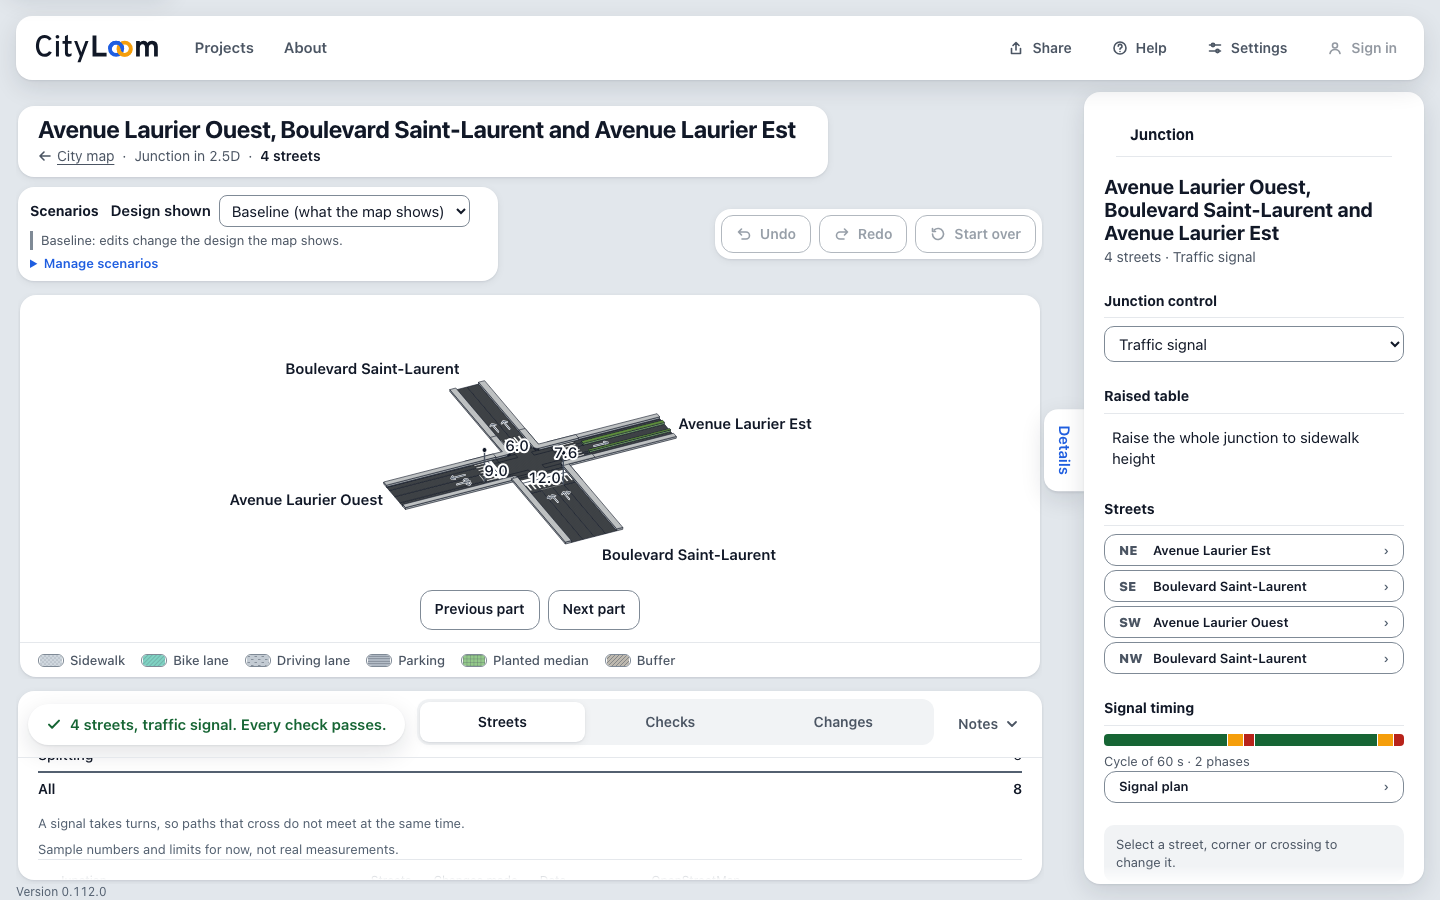 CityLoom
Projects
About
Share
Help
Settings
Sign in
Avenue Laurier Ouest, Boulevard Saint-Laurent and Avenue Laurier Est
← City map · Junction in 2.5D · 4 streets
Scenarios
Design shown
Baseline (what the map shows)
Baseline: edits change the design the map shows.
Manage scenarios
Undo
Redo
Start over
Boulevard Saint-Laurent
Avenue Laurier Est
6.0
7.6
9.0
12.0
Avenue Laurier Ouest
Boulevard Saint-Laurent
Previous part
Next part
Sidewalk
Bike lane
Driving lane
Parking
Planted median
Buffer
4 streets, traffic signal. Every check passes.
Streets
Checks
Changes
Notes
Splitting
All 8
A signal takes turns, so paths that cross do not meet at the same time.
Sample numbers and limits for now, not real measurements.
Version 0.112.0
Details
Junction
Avenue Laurier Ouest,
Boulevard Saint-Laurent and
Avenue Laurier Est
4 streets · Traffic signal
Junction control
Traffic signal
Raised table
Raise the whole junction to sidewalk
height
Streets
NE Avenue Laurier Est ›
SE Boulevard Saint-Laurent ›
SW Avenue Laurier Ouest ›
NW Boulevard Saint-Laurent ›
Signal timing
Cycle of 60 s · 2 phases
Signal plan ›
Select a street, corner or crossing to
change it.